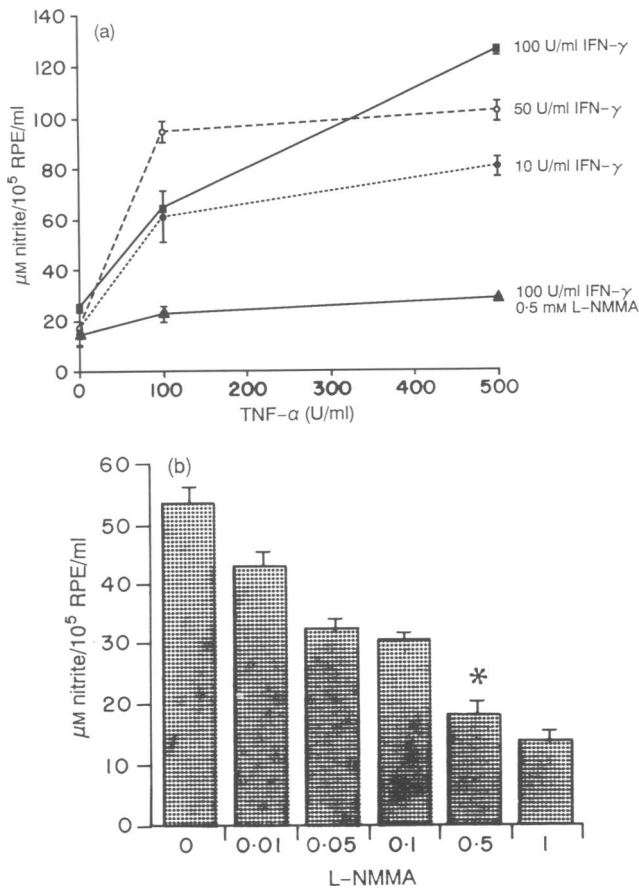 (a)
140
120
100
80
60
40
20
0
μM nitrite/10⁵ RPE/ml
100 U/ml IFN-γ
50 U/ml IFN-γ
10 U/ml IFN-γ
100 U/ml IFN-γ
0·5 mM L-NMMA
0 100 200 300 400 500
TNF-α (U/ml)
(b)
60
50
40
30
20
10
0
μM nitrite/10⁵ RPE/ml
*
0 0·01 0·05 0·1 0·5 1
L-NMMA